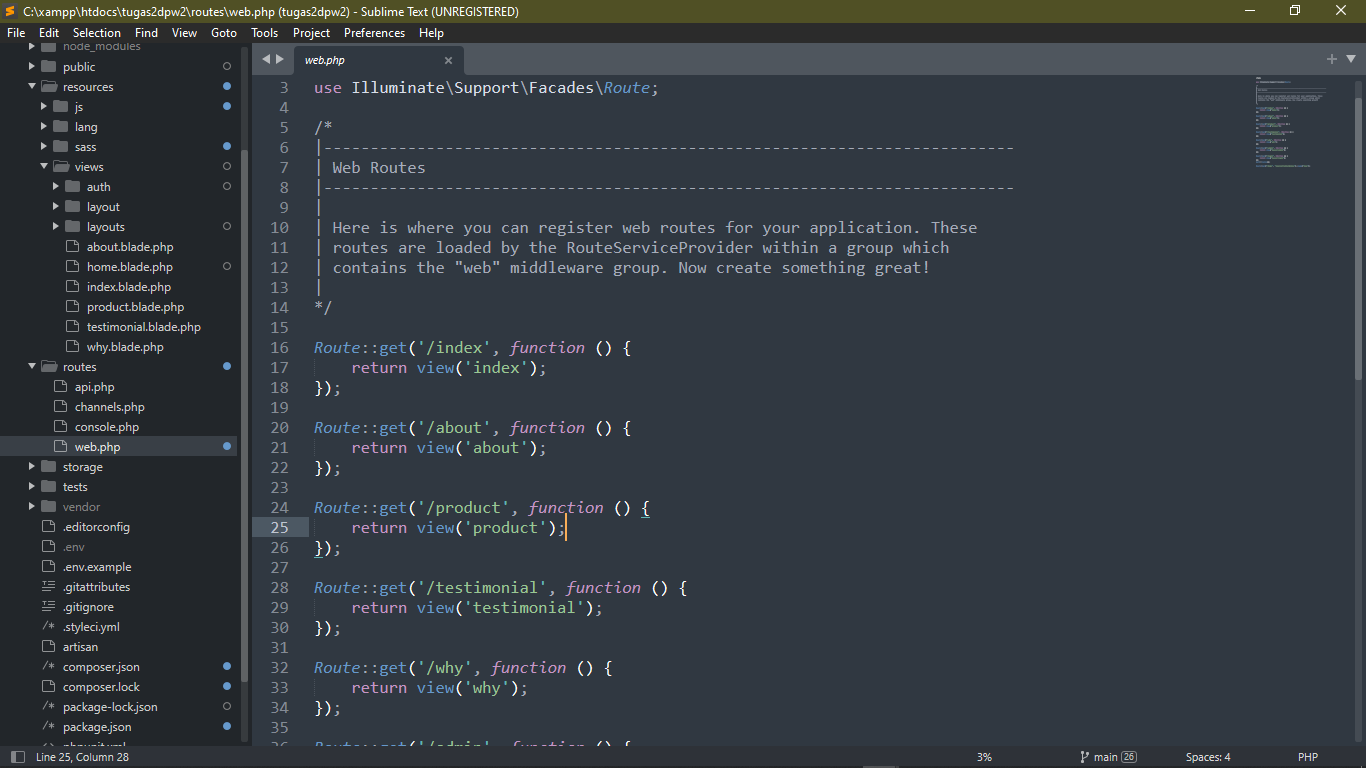 C:\xampp\htdocs\tugas2dpw2\routes\web.php (tugas2dpw2) - Sublime Text (UNREGISTERED)
File Edit Selection Find View Goto Tools Project Preferences Help
node_modules
public
resources
js
lang
sass
views
auth
layout
layouts
about.blade.php
home.blade.php
index.blade.php
product.blade.php
testimonial.blade.php
why.blade.php
routes
api.php
channels.php
console.php
web.php
storage
tests
vendor
.editorconfig
.env
.env.example
.gitattributes
.gitignore
.styleci.yml
artisan
composer.json
composer.lock
package-lock.json
package.json
phpunit.xml
web.php
3 use Illuminate\Support\Facades\Route;
4
5 /*
6 |--------------------------------------------------------------------------
7 | Web Routes
8 |--------------------------------------------------------------------------
9 |
10 | Here is where you can register web routes for your application. These
11 | routes are loaded by the RouteServiceProvider within a group which
12 | contains the "web" middleware group. Now create something great!
13 |
14 */
15
16 Route::get('/index', function () {
17     return view('index');
18 });
19
20 Route::get('/about', function () {
21     return view('about');
22 });
23
24 Route::get('/product', function () {
25     return view('product');
26 });
27
28 Route::get('/testimonial', function () {
29     return view('testimonial');
30 });
31
32 Route::get('/why', function () {
33     return view('why');
34 });
35
36 Route::get('/admin', function () {
Line 25, Column 28
3%
main 26
Spaces: 4
PHP